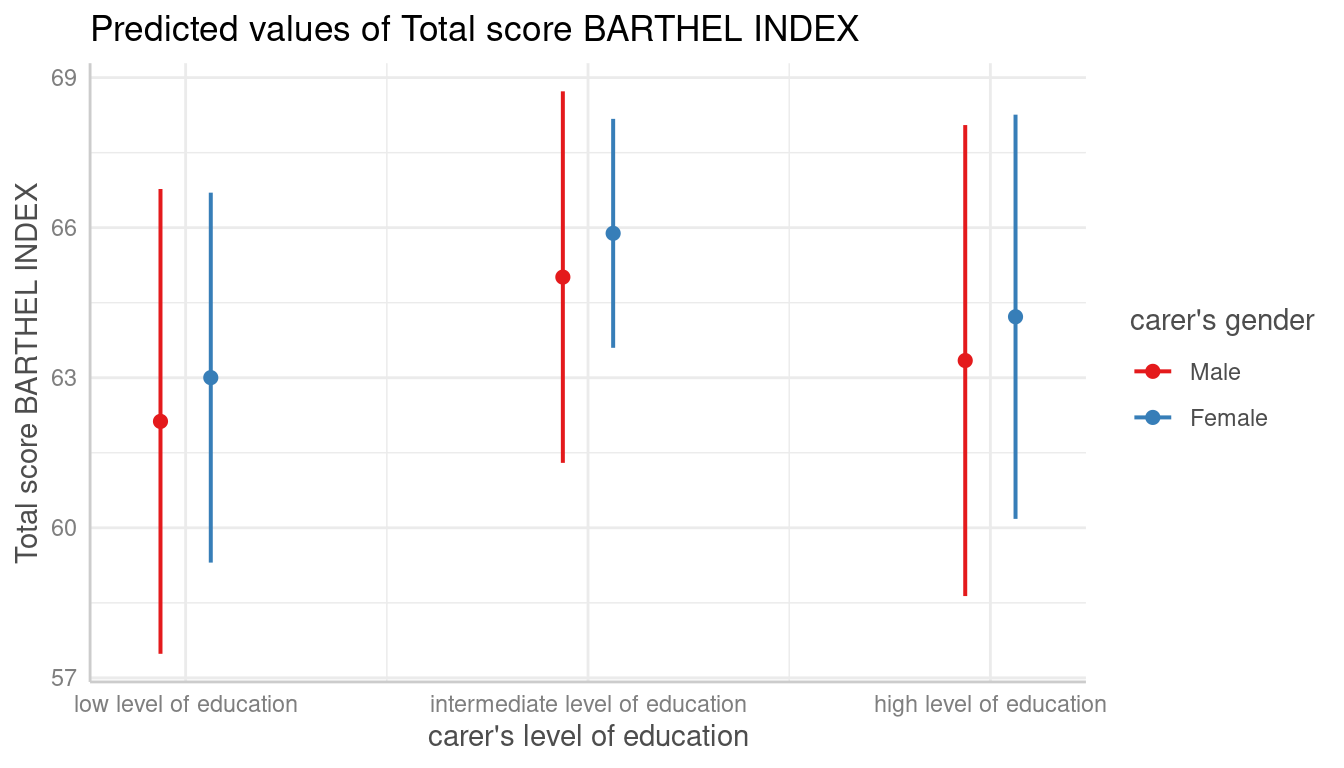 Predicted values of Total score BARTHEL INDEX
Total score BARTHEL INDEX
69
66
63
60
57
low level of education
intermediate level of education
high level of education
carer's level of education
carer's gender
Male
Female